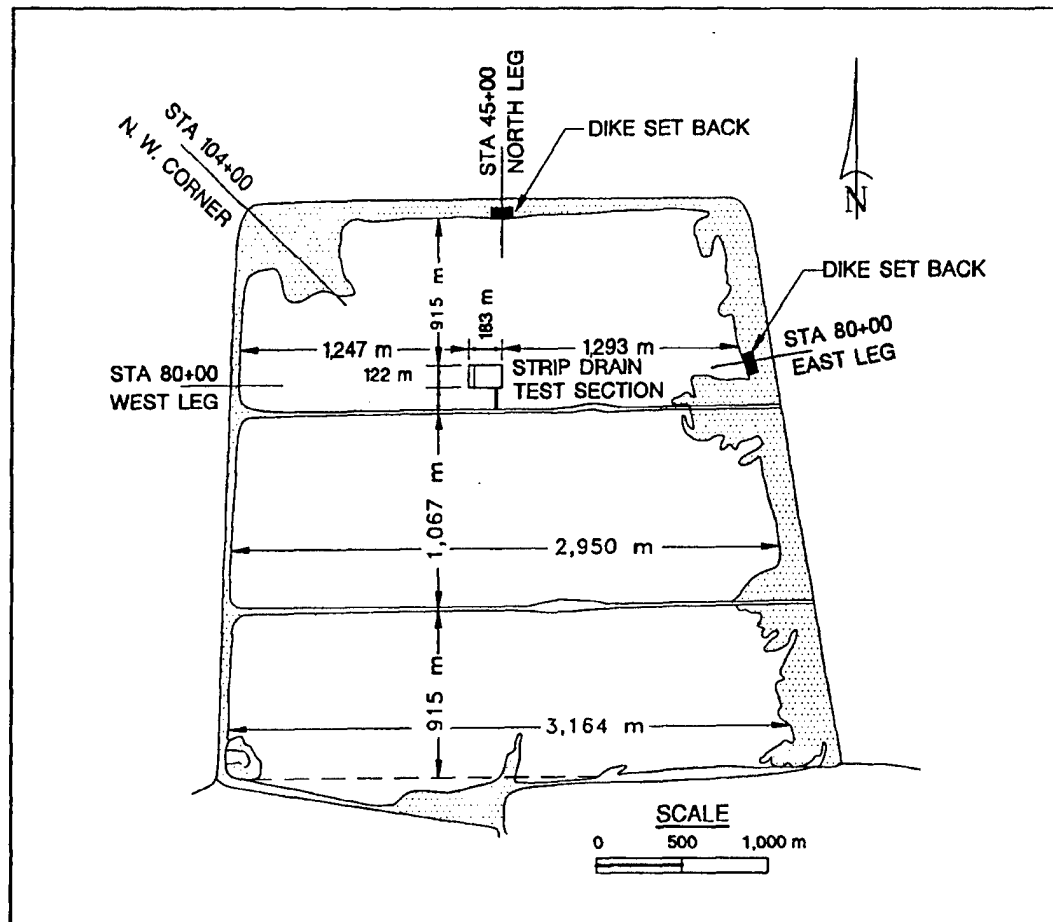 STA 45+00
NORTH LEG
DIKE SET BACK
STA 104+00
N. W. CORNER
N
DIKE SET BACK
915 m
183 m
1,247 m
1,293 m
STA 80+00
EAST LEG
122 m
STRIP DRAIN
TEST SECTION
STA 80+00
WEST LEG
1,067 m
2,950 m
915 m
3,164 m
SCALE
0 500 1,000 m